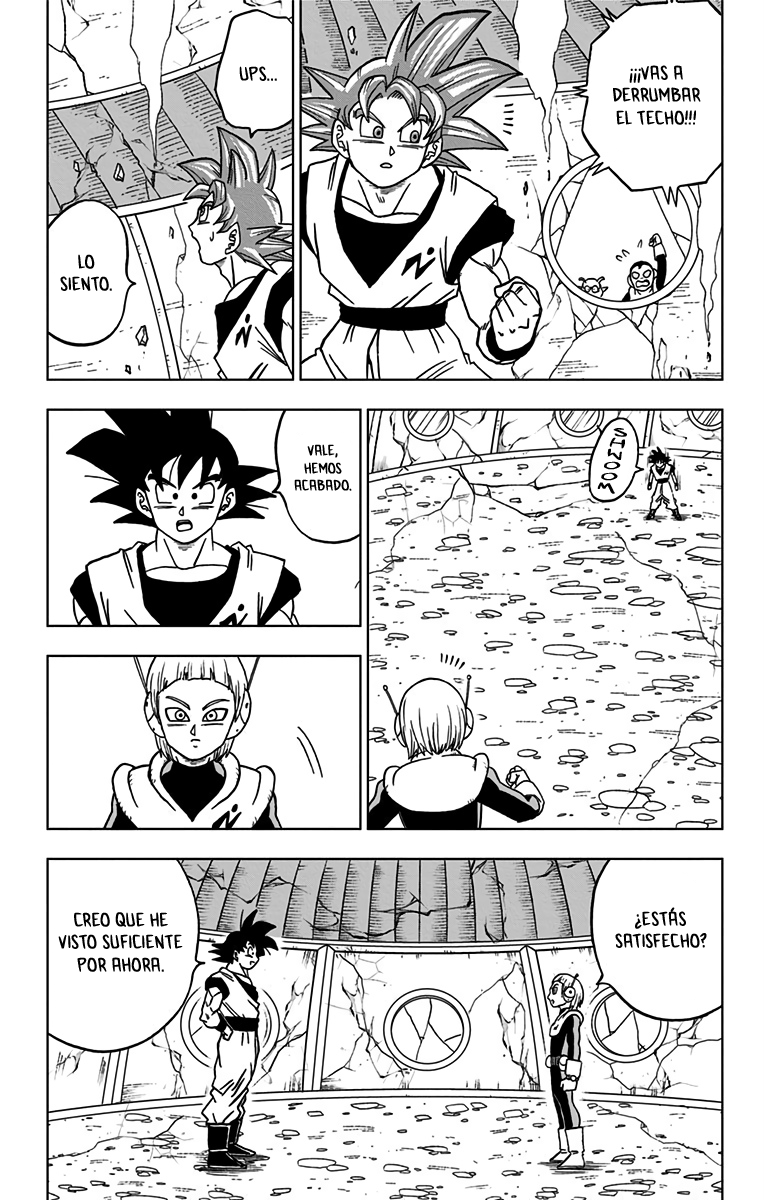 ¡¡¡VAS A
DERRUMBAR
EL TECHO!!!
UPS...
LO
SIENTO.
VALE,
HEMOS
ACABADO.
SHWOOM
¿ESTÁS
SATISFECHO?
CREO QUE HE
VISTO SUFICIENTE
POR AHORA.